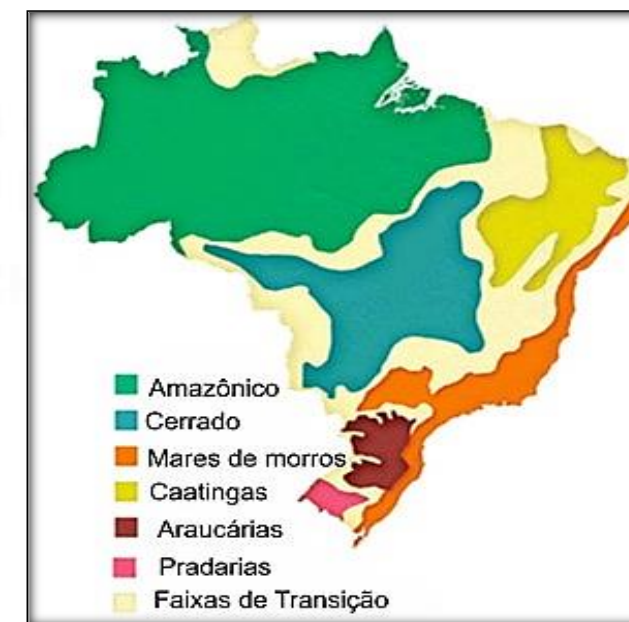 Amazônico
Cerrado
Mares de morros
Caatingas
Araucárias
Pradarias
Faixas de Transição